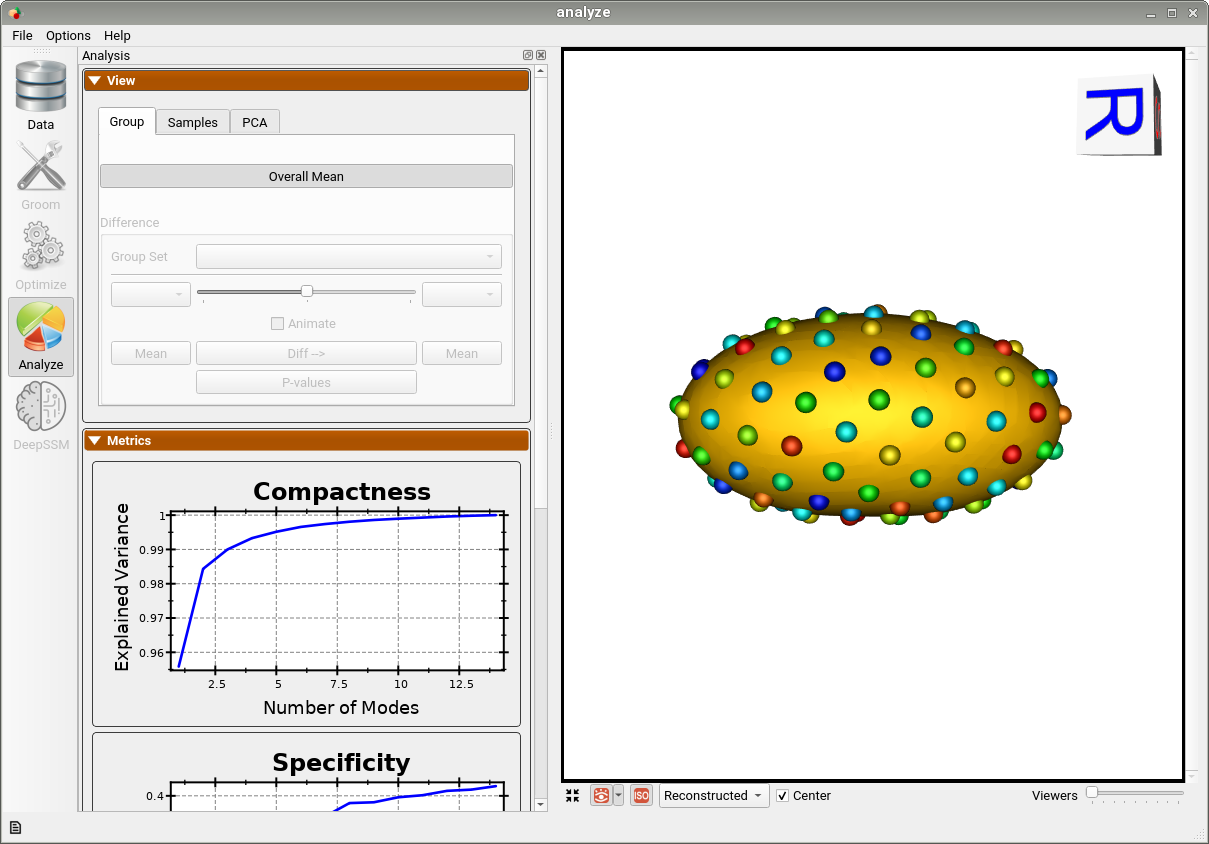 analyze
File Options Help
Analysis
Data
Groom
Optimize
Analyze
DeepSSM
View
Group Samples PCA
Overall Mean
Difference
Group Set
Animate
Mean Diff --> Mean
P-values
Metrics
Compactness
Explained Variance
1
0.99
0.98
0.97
0.96
2.5 5 7.5 10 12.5
Number of Modes
Specificity
0.4
R
ISO Reconstructed Center Viewers